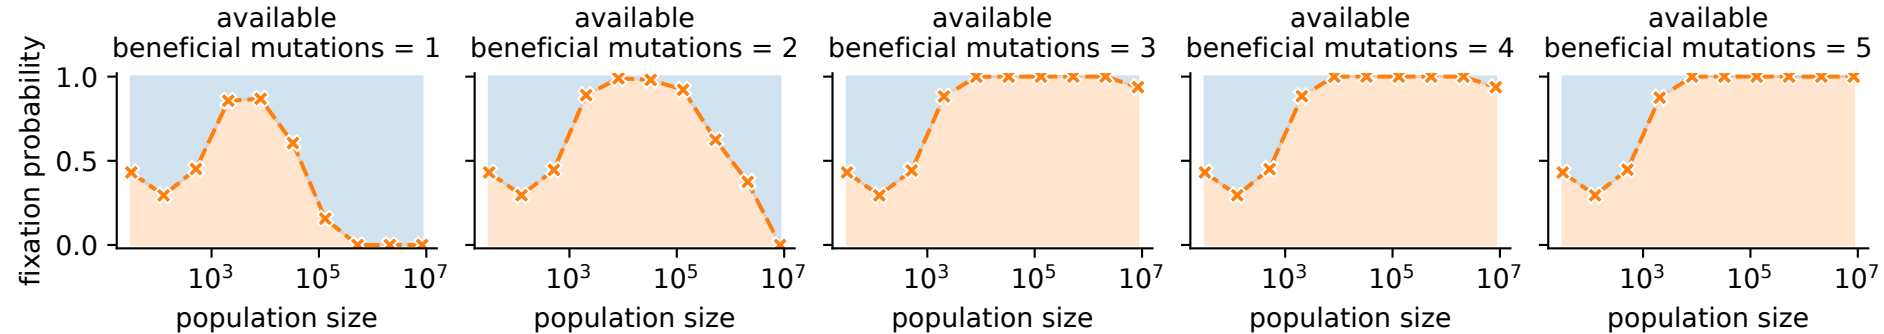 available
beneficial mutations = 1
available
beneficial mutations = 2
available
beneficial mutations = 3
available
beneficial mutations = 4
available
beneficial mutations = 5
fixation probability
1.0
0.5
0.0
10³ 10⁵ 10⁷
10³ 10⁵ 10⁷
10³ 10⁵ 10⁷
10³ 10⁵ 10⁷
10³ 10⁵ 10⁷
population size
population size
population size
population size
population size